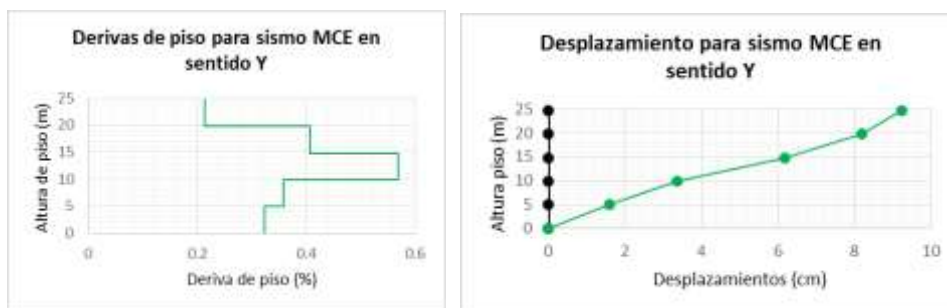 Derivas de piso para sismo MCE en
sentido Y
Altura de piso (m)
25
20
15
10
5
0
0
0.2
0.4
0.6
Deriva de piso (%)
Desplazamiento para sismo MCE en
sentido Y
Altura piso (m)
25
20
15
10
5
0
0
2
4
6
8
10
Desplazamientos (cm)